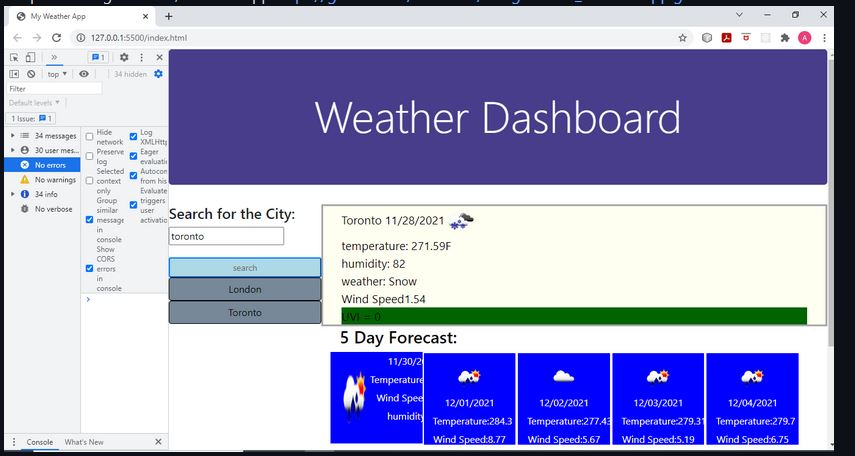 My Weather App
127.0.0.1:5500/index.html
1
top
34 hidden
Filter
Default levels
1 Issue: 1
34 messages
30 user mes...
No errors
No warnings
34 info
No verbose
Hide
network
Preserve
log
Selected
context
only
Group
similar
message
in
console
Show
CORS
errors
in
console
Log
XMLHttp
Eager
evaluati
Autocom
from his
Evaluate
triggers
user
activatio
Console
What's New
Weather Dashboard
Search for the City:
toronto
search
London
Toronto
Toronto 11/28/2021
temperature: 271.59F
humidity: 82
weather: Snow
Wind Speed1.54
UVI = 0
5 Day Forecast:
11/30/20
Temperature
Wind Spee
humidity
12/01/2021
Temperature:284.3
Wind Speed:8.77
12/02/2021
Temperature:277.43
Wind Speed:5.67
12/03/2021
Temperature:279.31
Wind Speed:5.19
12/04/2021
Temperature:279.7
Wind Speed:6.75